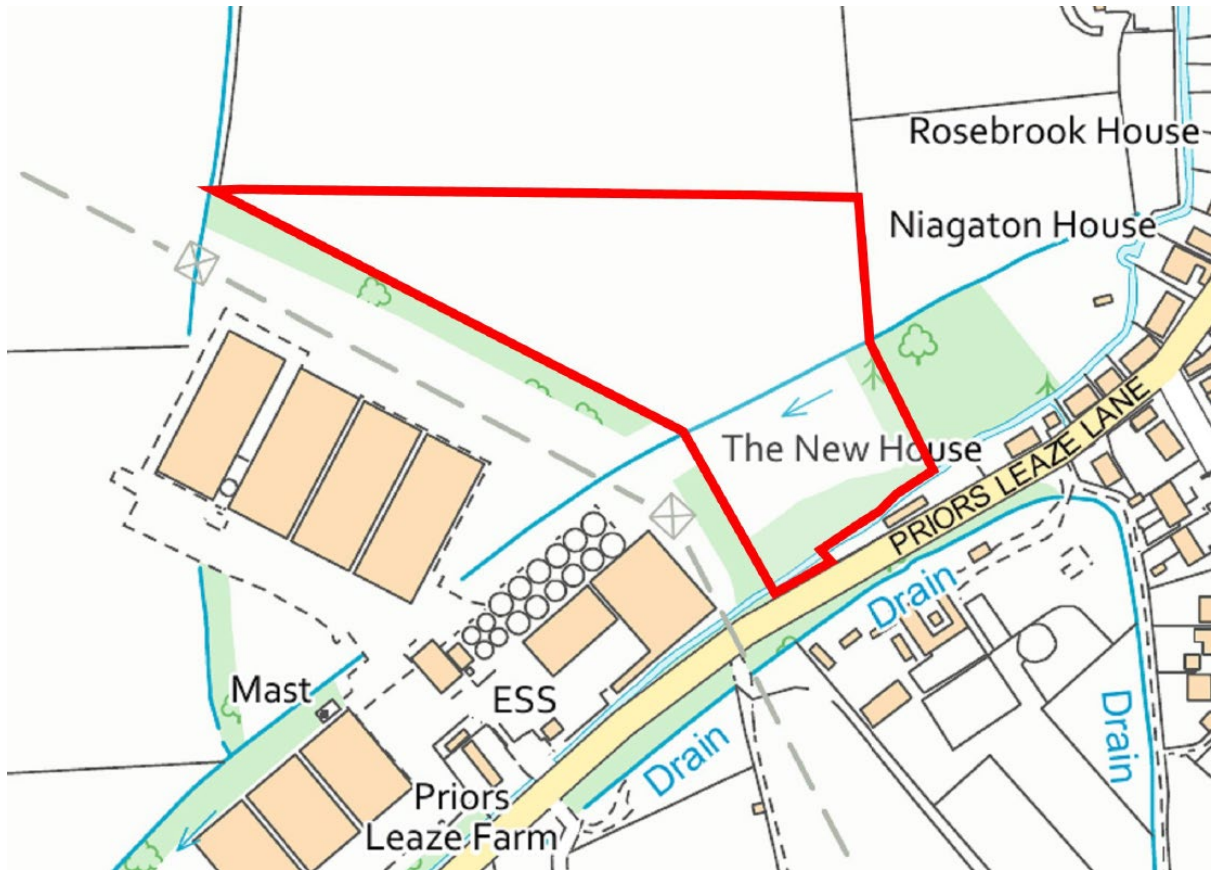 Rosebrook House
Niagaton House
The New House
PRIORS LEAZE LANE
Drain
Mast
ESS
Drain
Drain
Priors
Leaze Farm